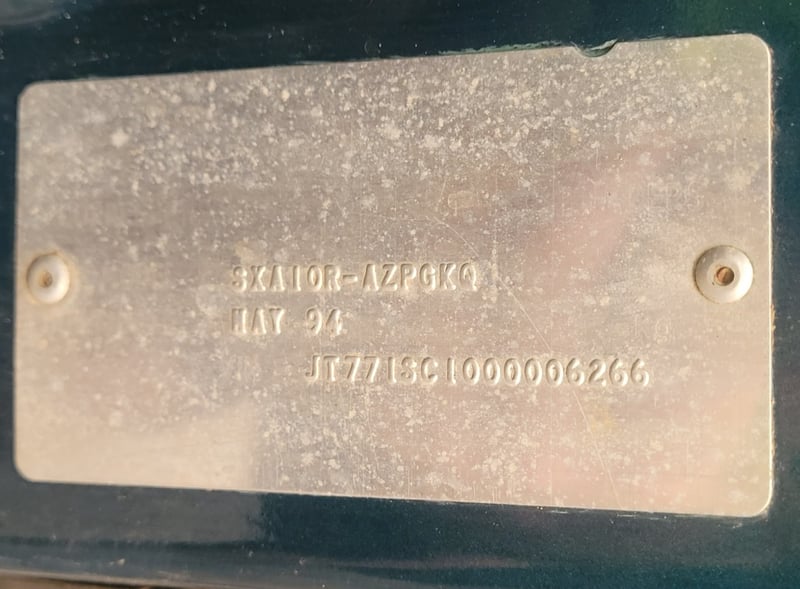 SXA10R-AZPGKQ
MAY 94
JT771SC1000006266